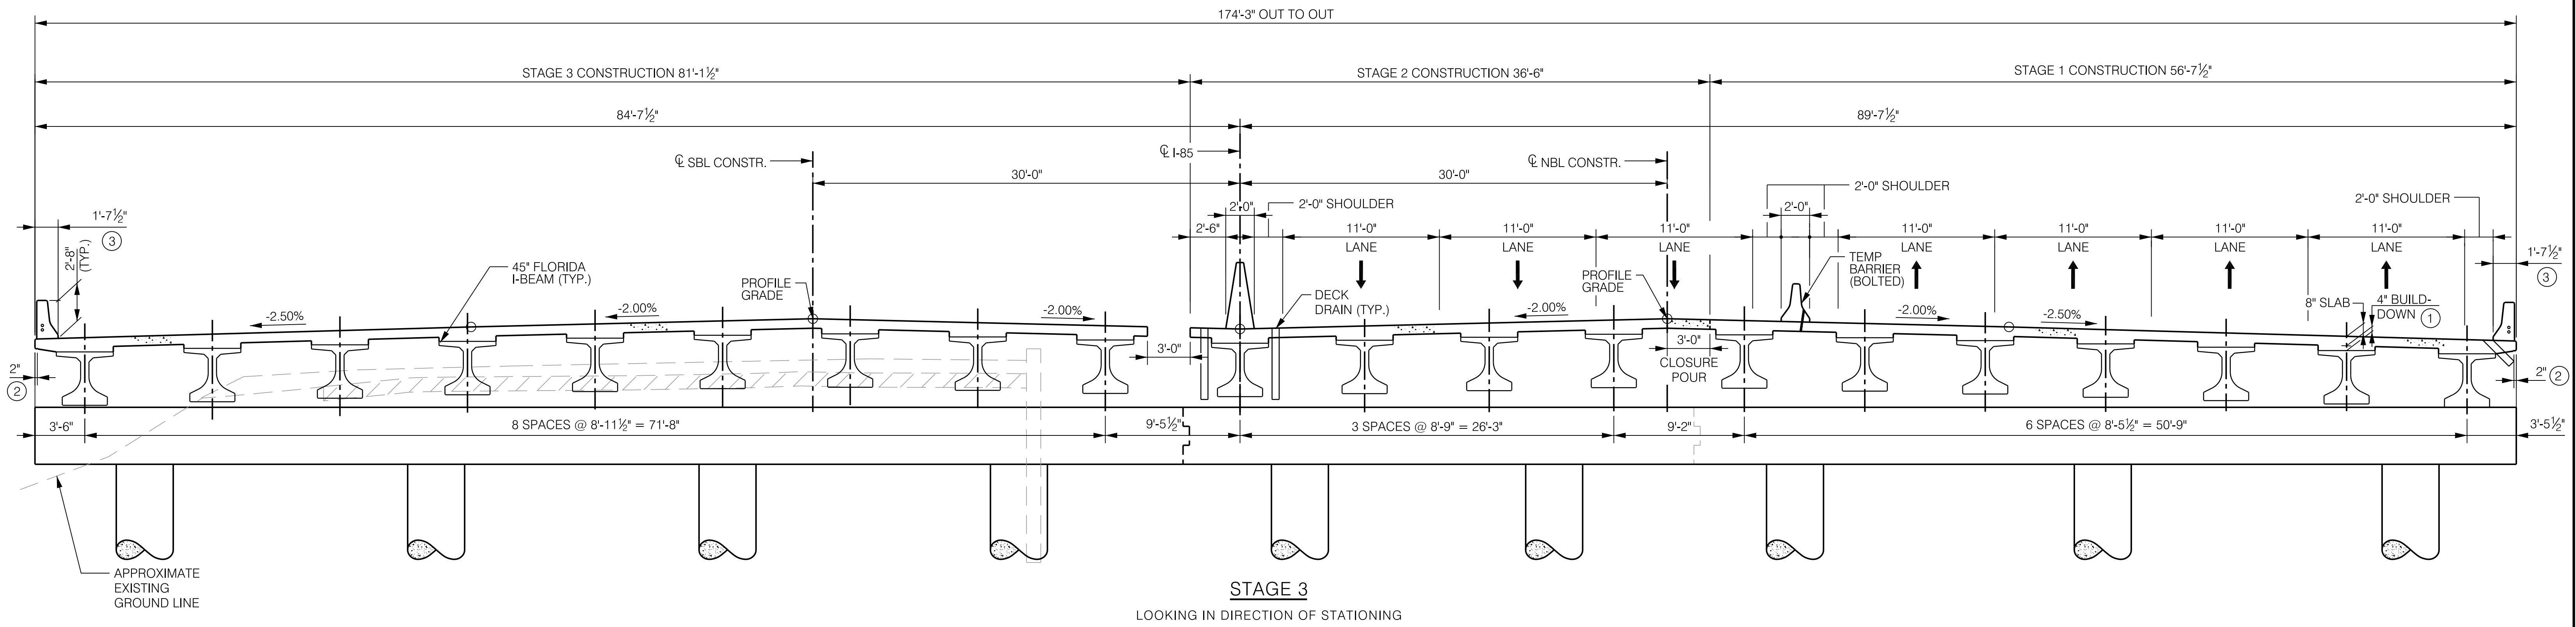 174'-3" OUT TO OUT
STAGE 3 CONSTRUCTION 81'-1½"
STAGE 2 CONSTRUCTION 36'-6"
STAGE 1 CONSTRUCTION 56'-7½"
84'-7½"
89'-7½"
℄ SBL CONSTR.
℄ I-85
℄ NBL CONSTR.
30'-0"
30'-0"
1'-7½"
3
2'-8"
(TYP.)
45" FLORIDA
I-BEAM (TYP.)
PROFILE
GRADE
2'-0"
2'-6"
2'-0" SHOULDER
11'-0"
LANE
11'-0"
LANE
11'-0"
LANE
DECK
DRAIN (TYP.)
PROFILE
GRADE
2'-0" SHOULDER
2'-0"
TEMP
BARRIER
(BOLTED)
11'-0"
LANE
11'-0"
LANE
11'-0"
LANE
11'-0"
LANE
2'-0" SHOULDER
1'-7½"
3
8" SLAB
4" BUILD-
DOWN 1
-2.50%
-2.00%
-2.00%
-2.00%
-2.00%
-2.50%
3'-0"
3'-0"
CLOSURE
POUR
2"
2
2" 2
3'-6"
8 SPACES @ 8'-11½" = 71'-8"
9'-5½"
3 SPACES @ 8'-9" = 26'-3"
9'-2"
6 SPACES @ 8'-5½" = 50'-9"
3'-5½"
APPROXIMATE
EXISTING
GROUND LINE
STAGE 3
LOOKING IN DIRECTION OF STATIONING